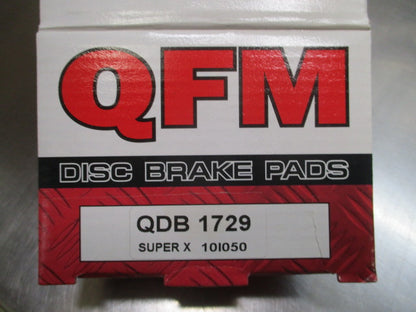 QFM
DISC BRAKE PADS
QDB 1729
SUPER X 10I050